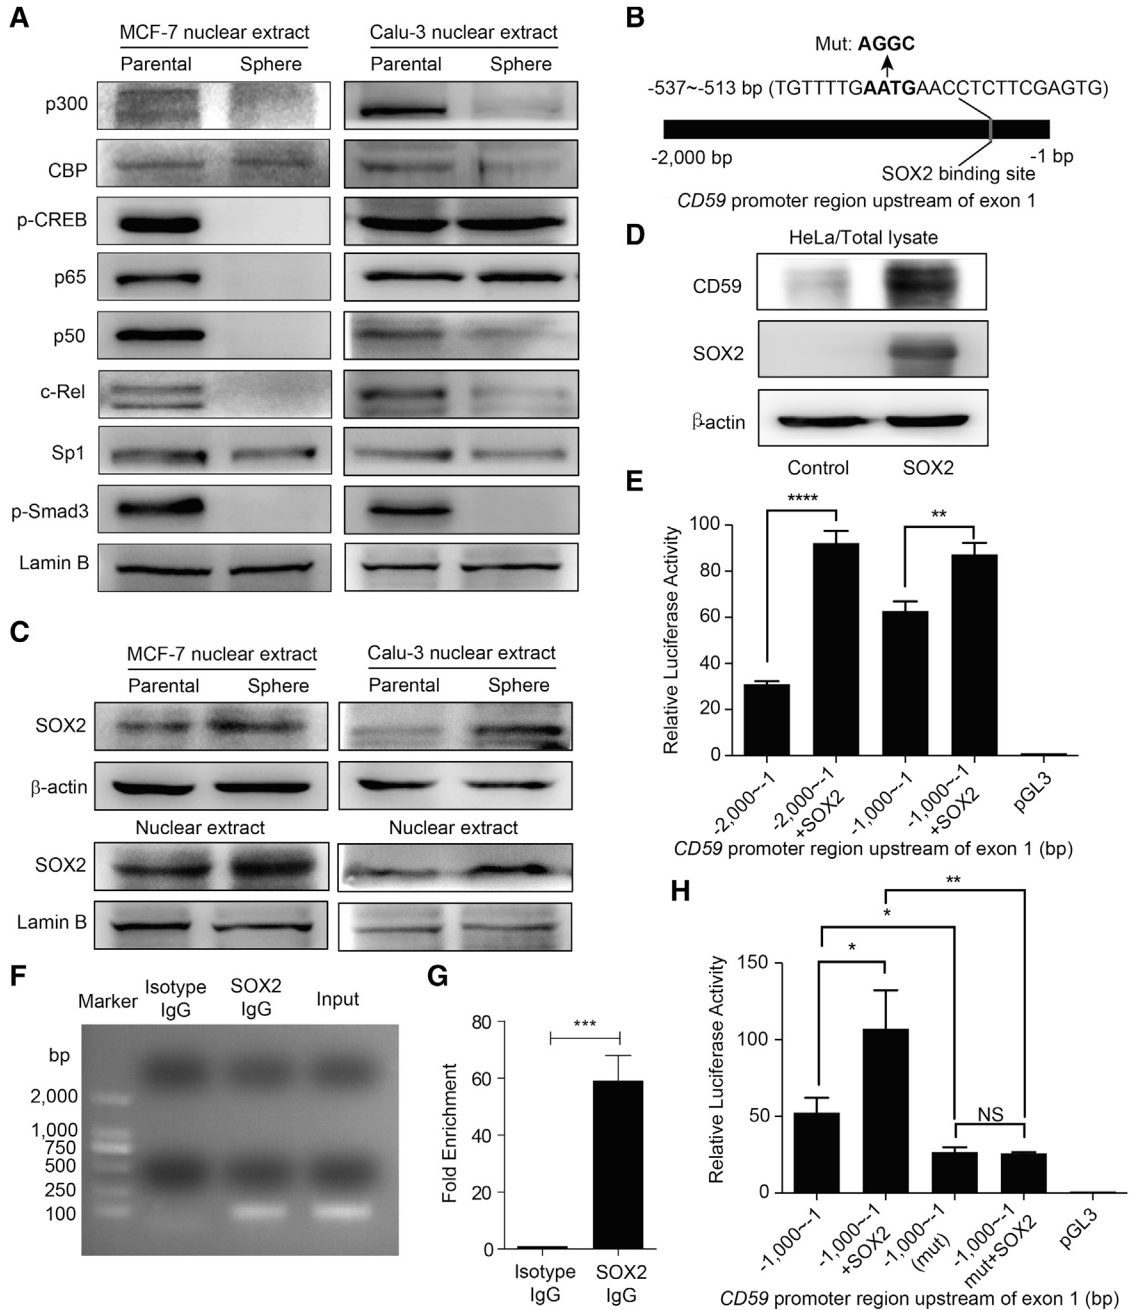 A
MCF-7 nuclear extract
Parental Sphere
Calu-3 nuclear extract
Parental Sphere
p300
CBP
p-CREB
p65
p50
c-Rel
Sp1
p-Smad3
Lamin B
B
Mut: AGGC
-537~-513 bp (TGTTTTGAATGAACCTCTTCGAGTG)
-2,000 bp
-1 bp
SOX2 binding site
CD59 promoter region upstream of exon 1
C
MCF-7 nuclear extract
Parental Sphere
Calu-3 nuclear extract
Parental Sphere
SOX2
β-actin
Nuclear extract
Nuclear extract
SOX2
Lamin B
D
HeLa/Total lysate
CD59
SOX2
β-actin
Control SOX2
E
Relative Luciferase Activity
100
80
60
40
20
0
****
**
-2,000~-1
-2,000~-1
+SOX2
-1,000~-1
-1,000~-1
+SOX2
pGL3
CD59 promoter region upstream of exon 1 (bp)
F
Marker
Isotype
IgG
SOX2
IgG
Input
bp
2,000
1,000
750
500
250
100
G
Fold Enrichment
80
60
40
20
0
***
Isotype
IgG
SOX2
IgG
H
Relative Luciferase Activity
150
100
50
0
**
*
*
NS
-1,000~-1
-1,000~-1
+SOX2
-1,000~-1
(mut)
-1,000~-1
mut+SOX2
pGL3
CD59 promoter region upstream of exon 1 (bp)